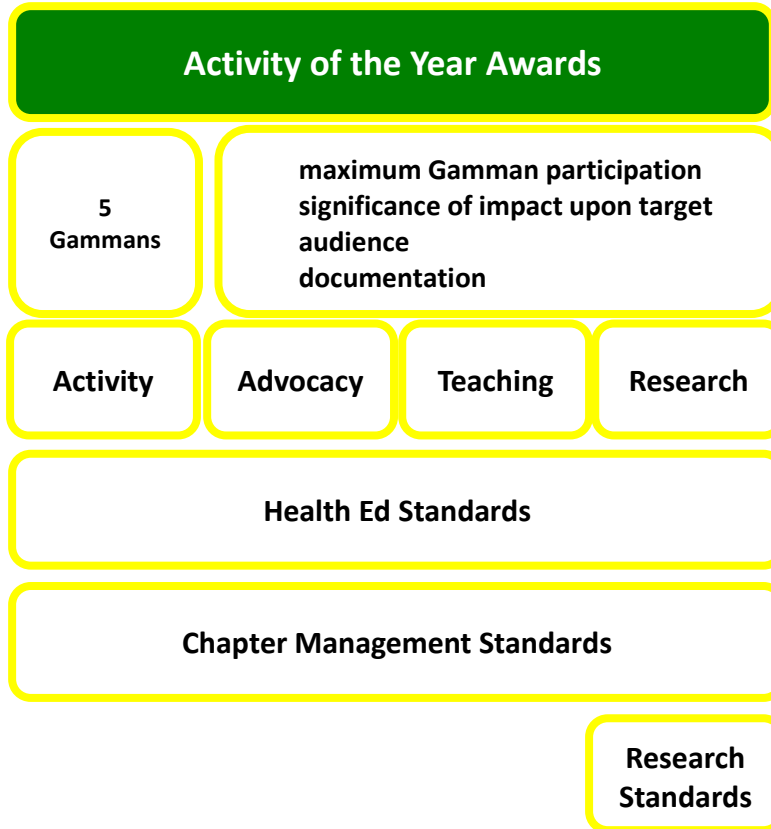 Activity of the Year Awards
5
Gammans
maximum Gamman participation
significance of impact upon target
audience
documentation
Activity
Advocacy
Teaching
Research
Health Ed Standards
Chapter Management Standards
Research
Standards